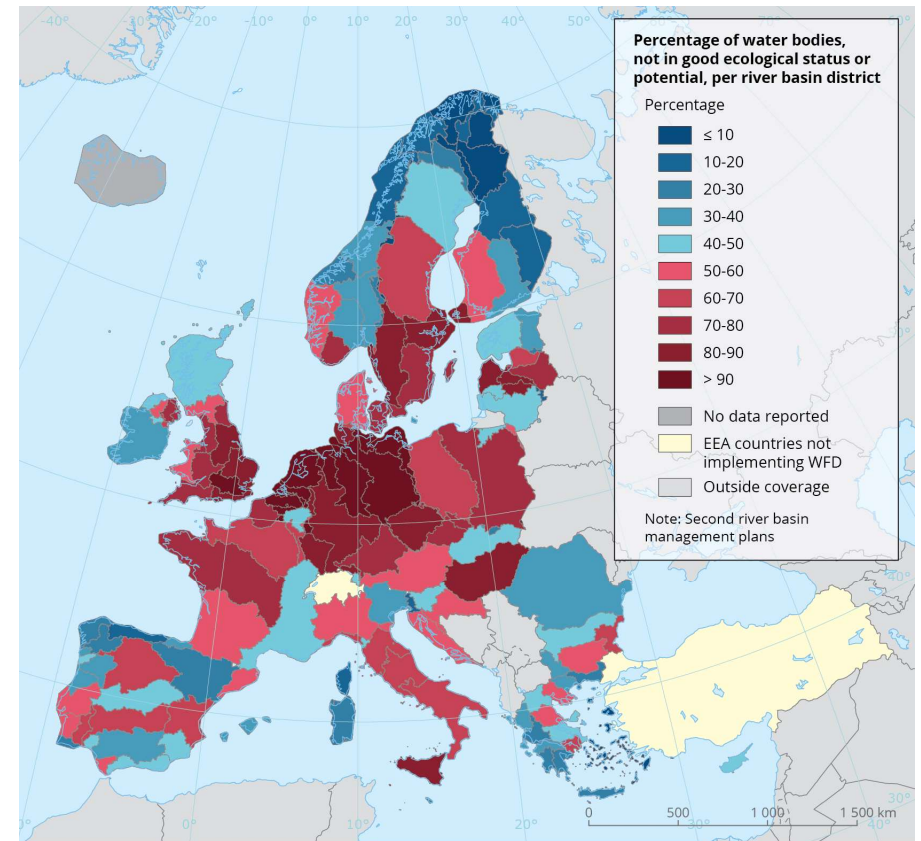 -40° -30° -20° -10° 0° 10° 20° 30° 40° 50° 60° 70°
Percentage of water bodies,
not in good ecological status or
potential, per river basin district
Percentage
≤ 10
10-20
20-30
30-40
40-50
50-60
60-70
70-80
80-90
> 90
No data reported
EEA countries not
implementing WFD
Outside coverage
Note: Second river basin
management plans
40°
30°
0 500 1 000 1 500 km
0° 10° 20° 30°